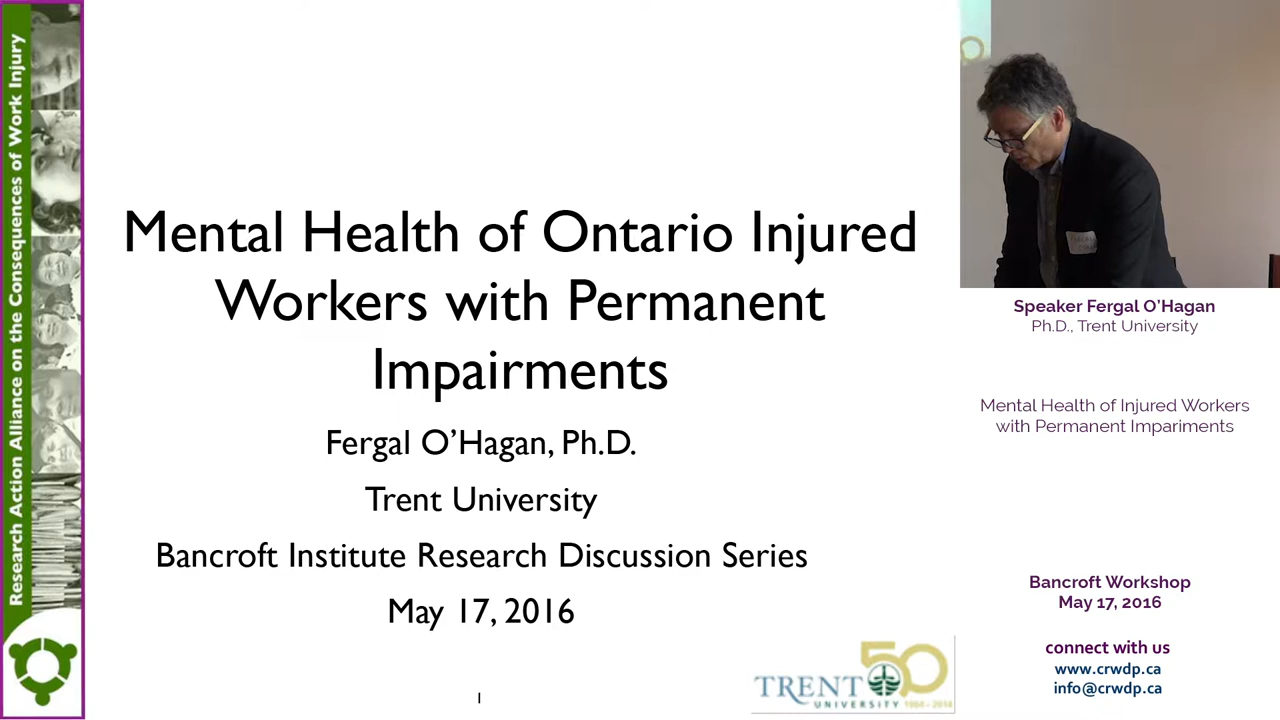 Research Action Alliance on the Consequences of Work Injury
Mental Health of Ontario Injured
Workers with Permanent
Impairments
Fergal O'Hagan, Ph.D.
Trent University
Bancroft Institute Research Discussion Series
May 17, 2016
1
50
TRENT
UNIVERSITY 1964-2014
Speaker Fergal O'Hagan
Ph.D., Trent University
Mental Health of Injured Workers
with Permanent Impariments
Bancroft Workshop
May 17, 2016
connect with us
www.crwdp.ca
info@crwdp.ca